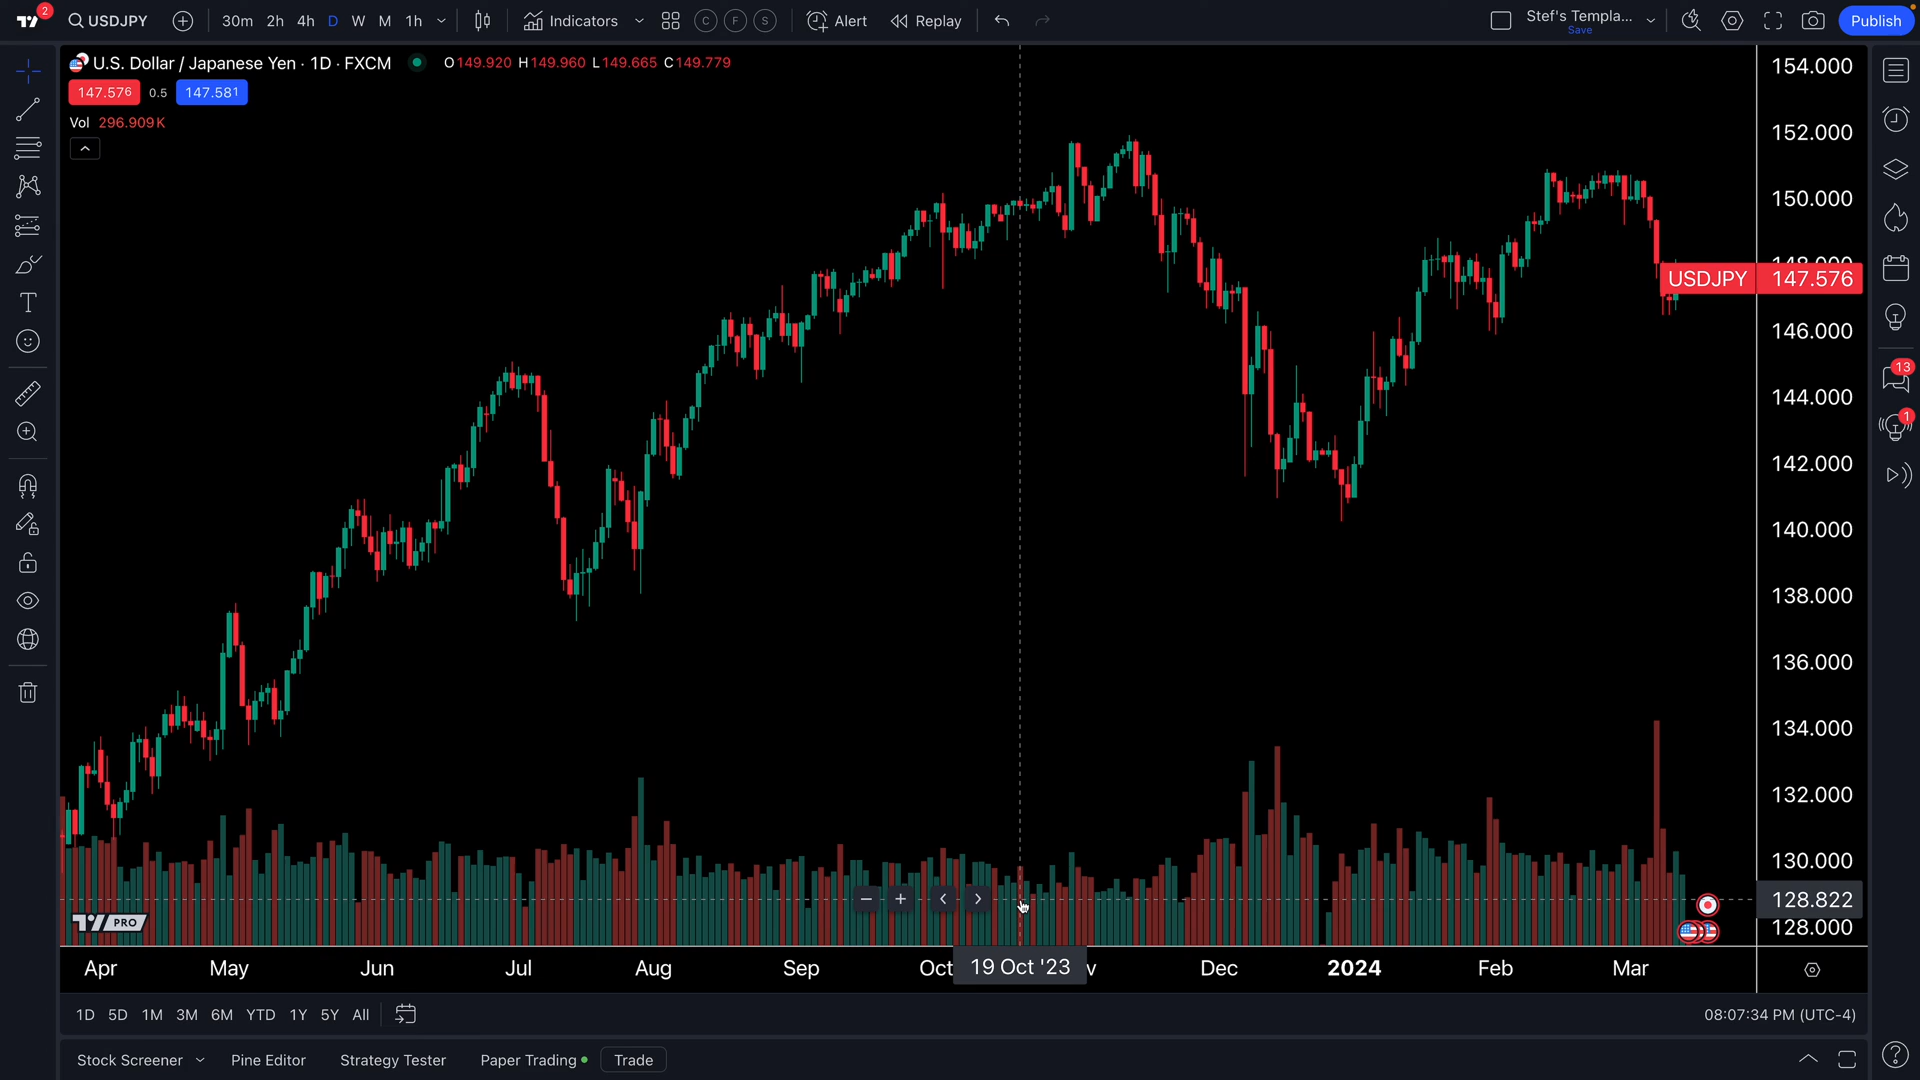 2
USDJPY
30m 2h 4h D W M 1h
Indicators
C F S
Alert
Replay
Stef's Templa...
Save
Publish
U.S. Dollar / Japanese Yen · 1D · FXCM
O149.920 H149.960 L149.665 C149.779
147.576 0.5 147.581
Vol 296.909K
154.000
152.000
150.000
USDJPY 147.576
146.000
144.000
142.000
140.000
138.000
136.000
134.000
132.000
130.000
128.822
128.000
13
1
PRO
Apr May Jun Jul Aug Sep Oct 19 Oct '23 Dec 2024 Feb Mar
1D 5D 1M 3M 6M YTD 1Y 5Y All
08:07:34 PM (UTC-4)
Stock Screener Pine Editor Strategy Tester Paper Trading Trade